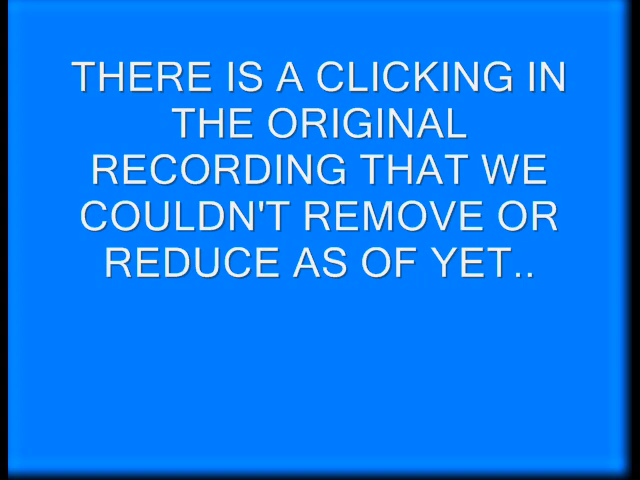 THERE IS A CLICKING IN
THE ORIGINAL
RECORDING THAT WE
COULDN'T REMOVE OR
REDUCE AS OF YET..